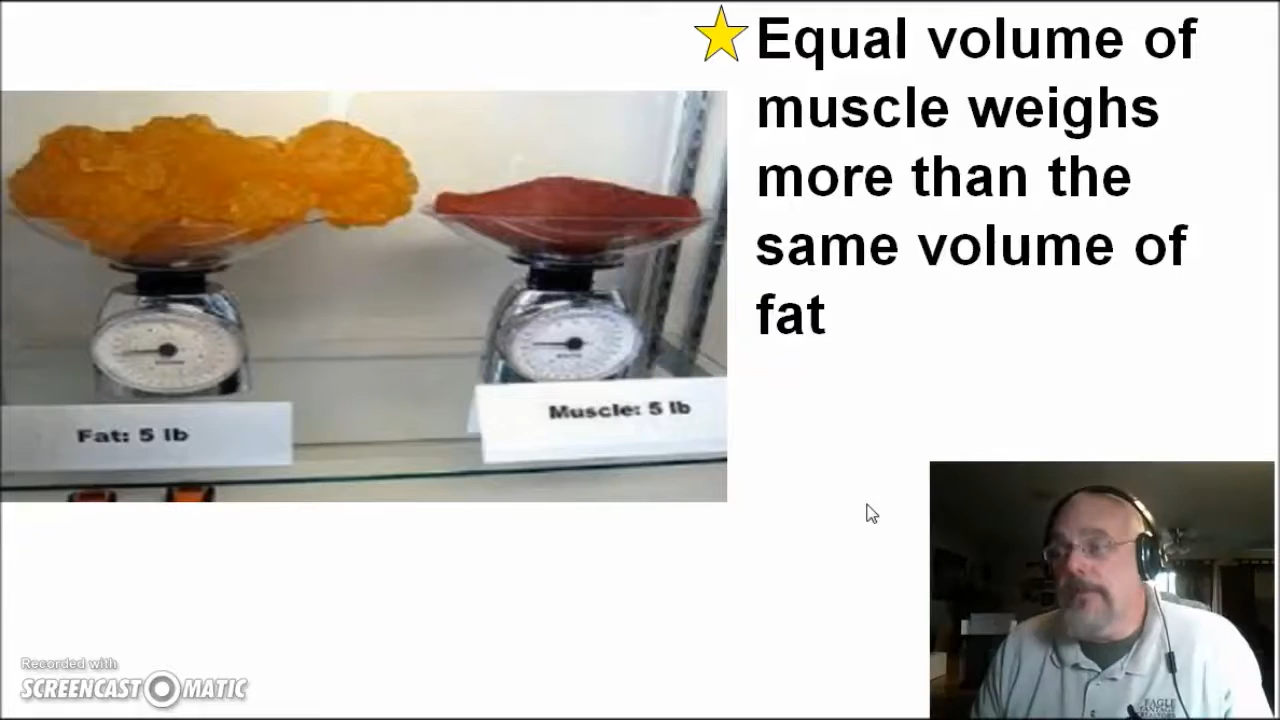 Equal volume of
muscle weighs
more than the
same volume of
fat
Muscle: 5 lb
Fat: 5 lb
Recorded with
SCREENCAST MATIC
EAGLE